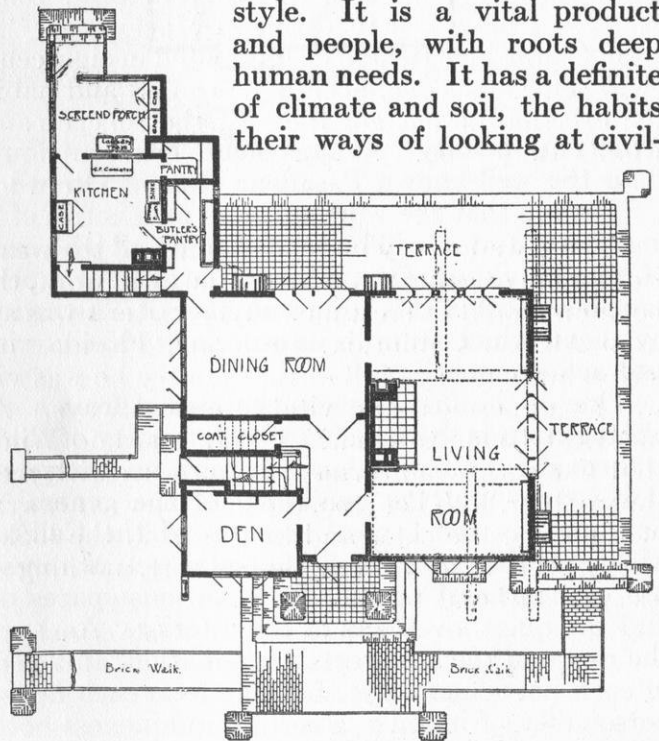 style. It is a vital product
and people, with roots deep
human needs. It has a definite
of climate and soil, the habits
their ways of looking at civil-
SCREEND PORCH
PANTRY
KITCHEN
BUTLER'S
PANTRY
TERRACE
DINING ROOM
COAT CLOSET
LIVING
ROOM
TERRACE
DEN
Brick Walk.
Brick Walk.